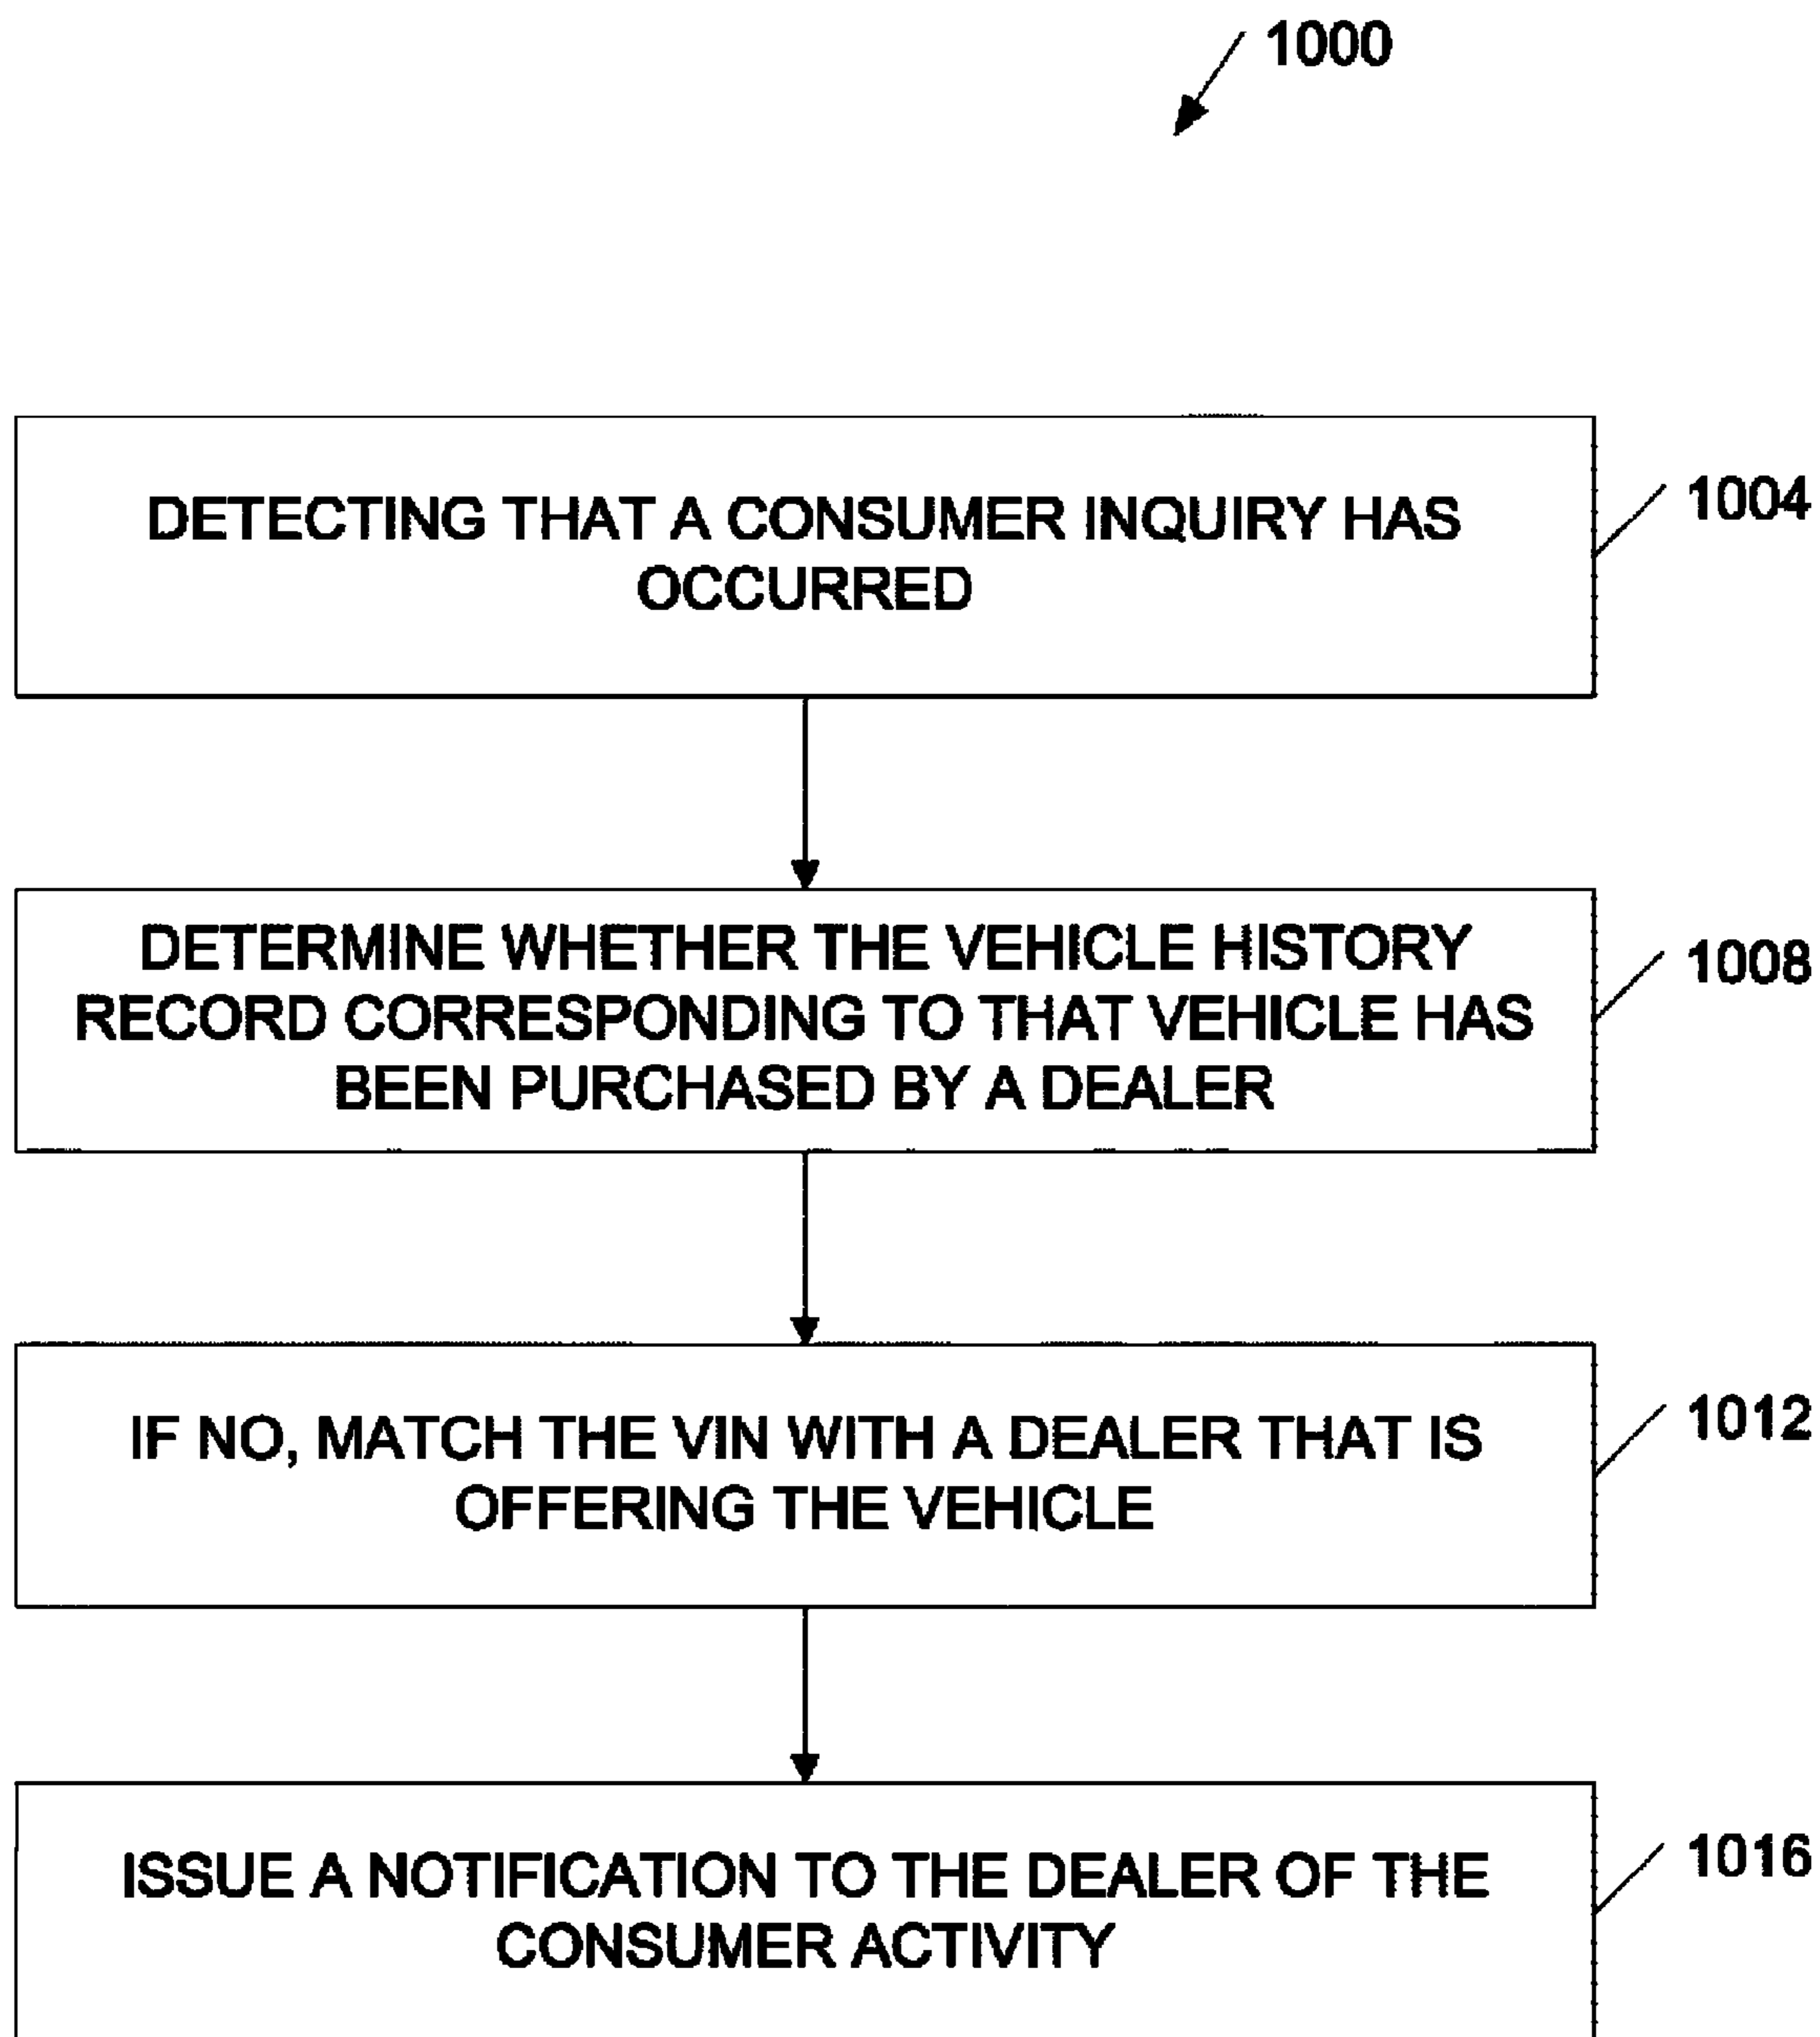 1000
DETECTING THAT A CONSUMER INQUIRY HAS
OCCURRED
1004
DETERMINE WHETHER THE VEHICLE HISTORY
RECORD CORRESPONDING TO THAT VEHICLE HAS
BEEN PURCHASED BY A DEALER
1008
IF NO, MATCH THE VIN WITH A DEALER THAT IS
OFFERING THE VEHICLE
1012
ISSUE A NOTIFICATION TO THE DEALER OF THE
CONSUMER ACTIVITY
1016